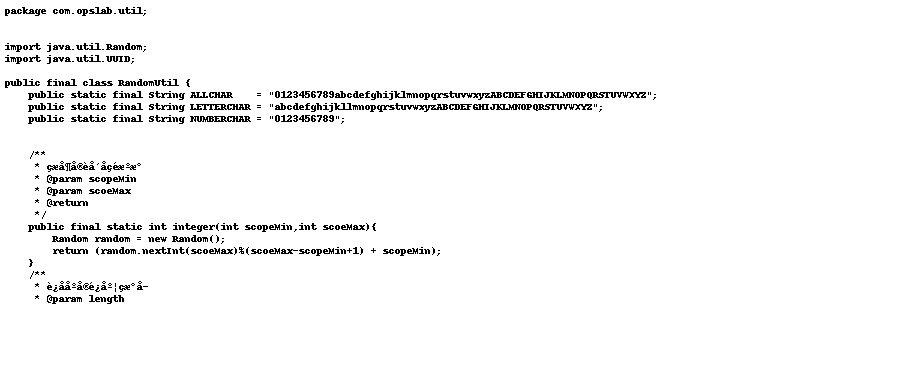 package com.opslab.util;
import java.util.Random;
import java.util.UUID;
public final class RandomUtil {
public static final String ALLCHAR    = "0123456789abcdefghijklmnopqrstuvwxyzABCDEFGHIJKLMNOPQRSTUVWXYZ";
public static final String LETTERCHAR = "abcdefghijkllmnopqrstuvwxyzABCDEFGHIJKLMNOPQRSTUVWXYZ";
public static final String NUMBERCHAR = "0123456789";
/**
* çæå¶å®èå´åçéæºæ°
* @param scopeMin
* @param scoeMax
* @return
*/
public final static int integer(int scopeMin,int scoeMax){
Random random = new Random();
return (random.nextInt(scoeMax)%(scoeMax-scopeMin+1) + scopeMin);
}
/**
* è¿ååºå®é¿åº¦çæ°å-
* @param length